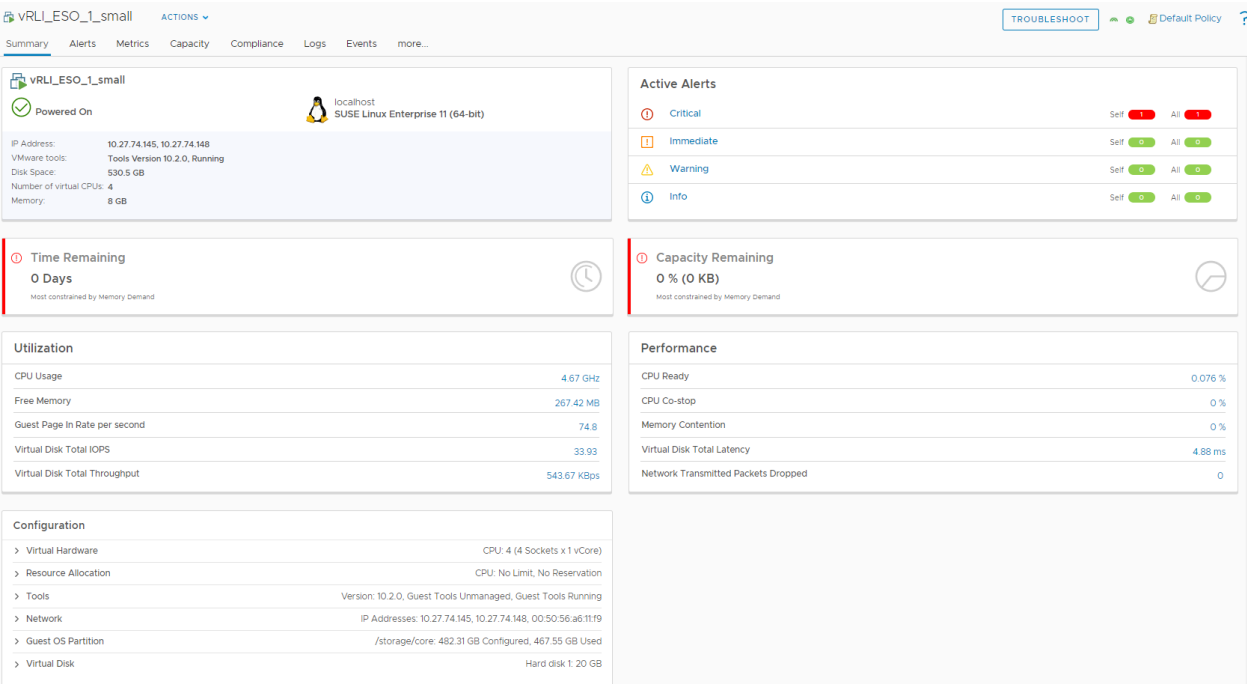 vRLI_ESO_1_small ACTIONS TROUBLESHOOT Default Policy ?
Summary Alerts Metrics Capacity Compliance Logs Events more...
vRLI_ESO_1_small
Powered On
localhost
SUSE Linux Enterprise 11 (64-bit)
IP Address: 10.27.74.145, 10.27.74.148
VMware tools: Tools Version 10.2.0, Running
Disk Space: 530.5 GB
Number of virtual CPUs: 4
Memory: 8 GB
Active Alerts
Critical Self 1 All 1
Immediate Self 0 All 0
Warning Self 0 All 0
Info Self 0 All 0
Time Remaining
0 Days
Most constrained by Memory Demand
Capacity Remaining
0 % (0 KB)
Most constrained by Memory Demand
Utilization
CPU Usage 4.67 GHz
Free Memory 267.42 MB
Guest Page In Rate per second 74.8
Virtual Disk Total IOPS 33.93
Virtual Disk Total Throughput 543.67 KBps
Performance
CPU Ready 0.076 %
CPU Co-stop 0 %
Memory Contention 0 %
Virtual Disk Total Latency 4.88 ms
Network Transmitted Packets Dropped 0
Configuration
Virtual Hardware CPU: 4 (4 Sockets x 1 vCore)
Resource Allocation CPU: No Limit, No Reservation
Tools Version: 10.2.0, Guest Tools Unmanaged, Guest Tools Running
Network IP Addresses: 10.27.74.145, 10.27.74.148, 00:50:56:a6:11:f9
Guest OS Partition /storage/core: 482.31 GB Configured, 467.55 GB Used
Virtual Disk Hard disk 1: 20 GB